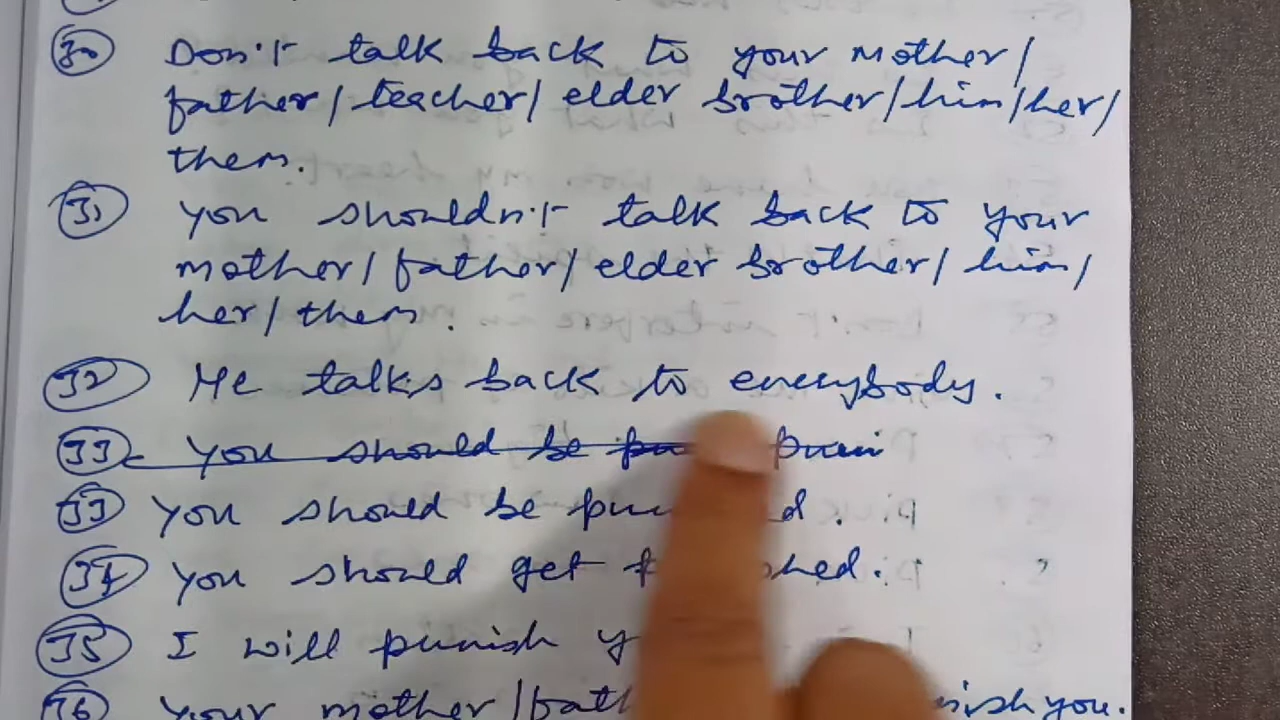 30 Don't talk back to your mother/
father/teacher/elder brother/him/her/
them.
31 You shouldn't talk back to your
mother/father/elder brother/him/
her/them.
32 He talks back to everybody.
33 You should be
33 You should be
34 You should get
35 I will punish
36 Your mother/ you.